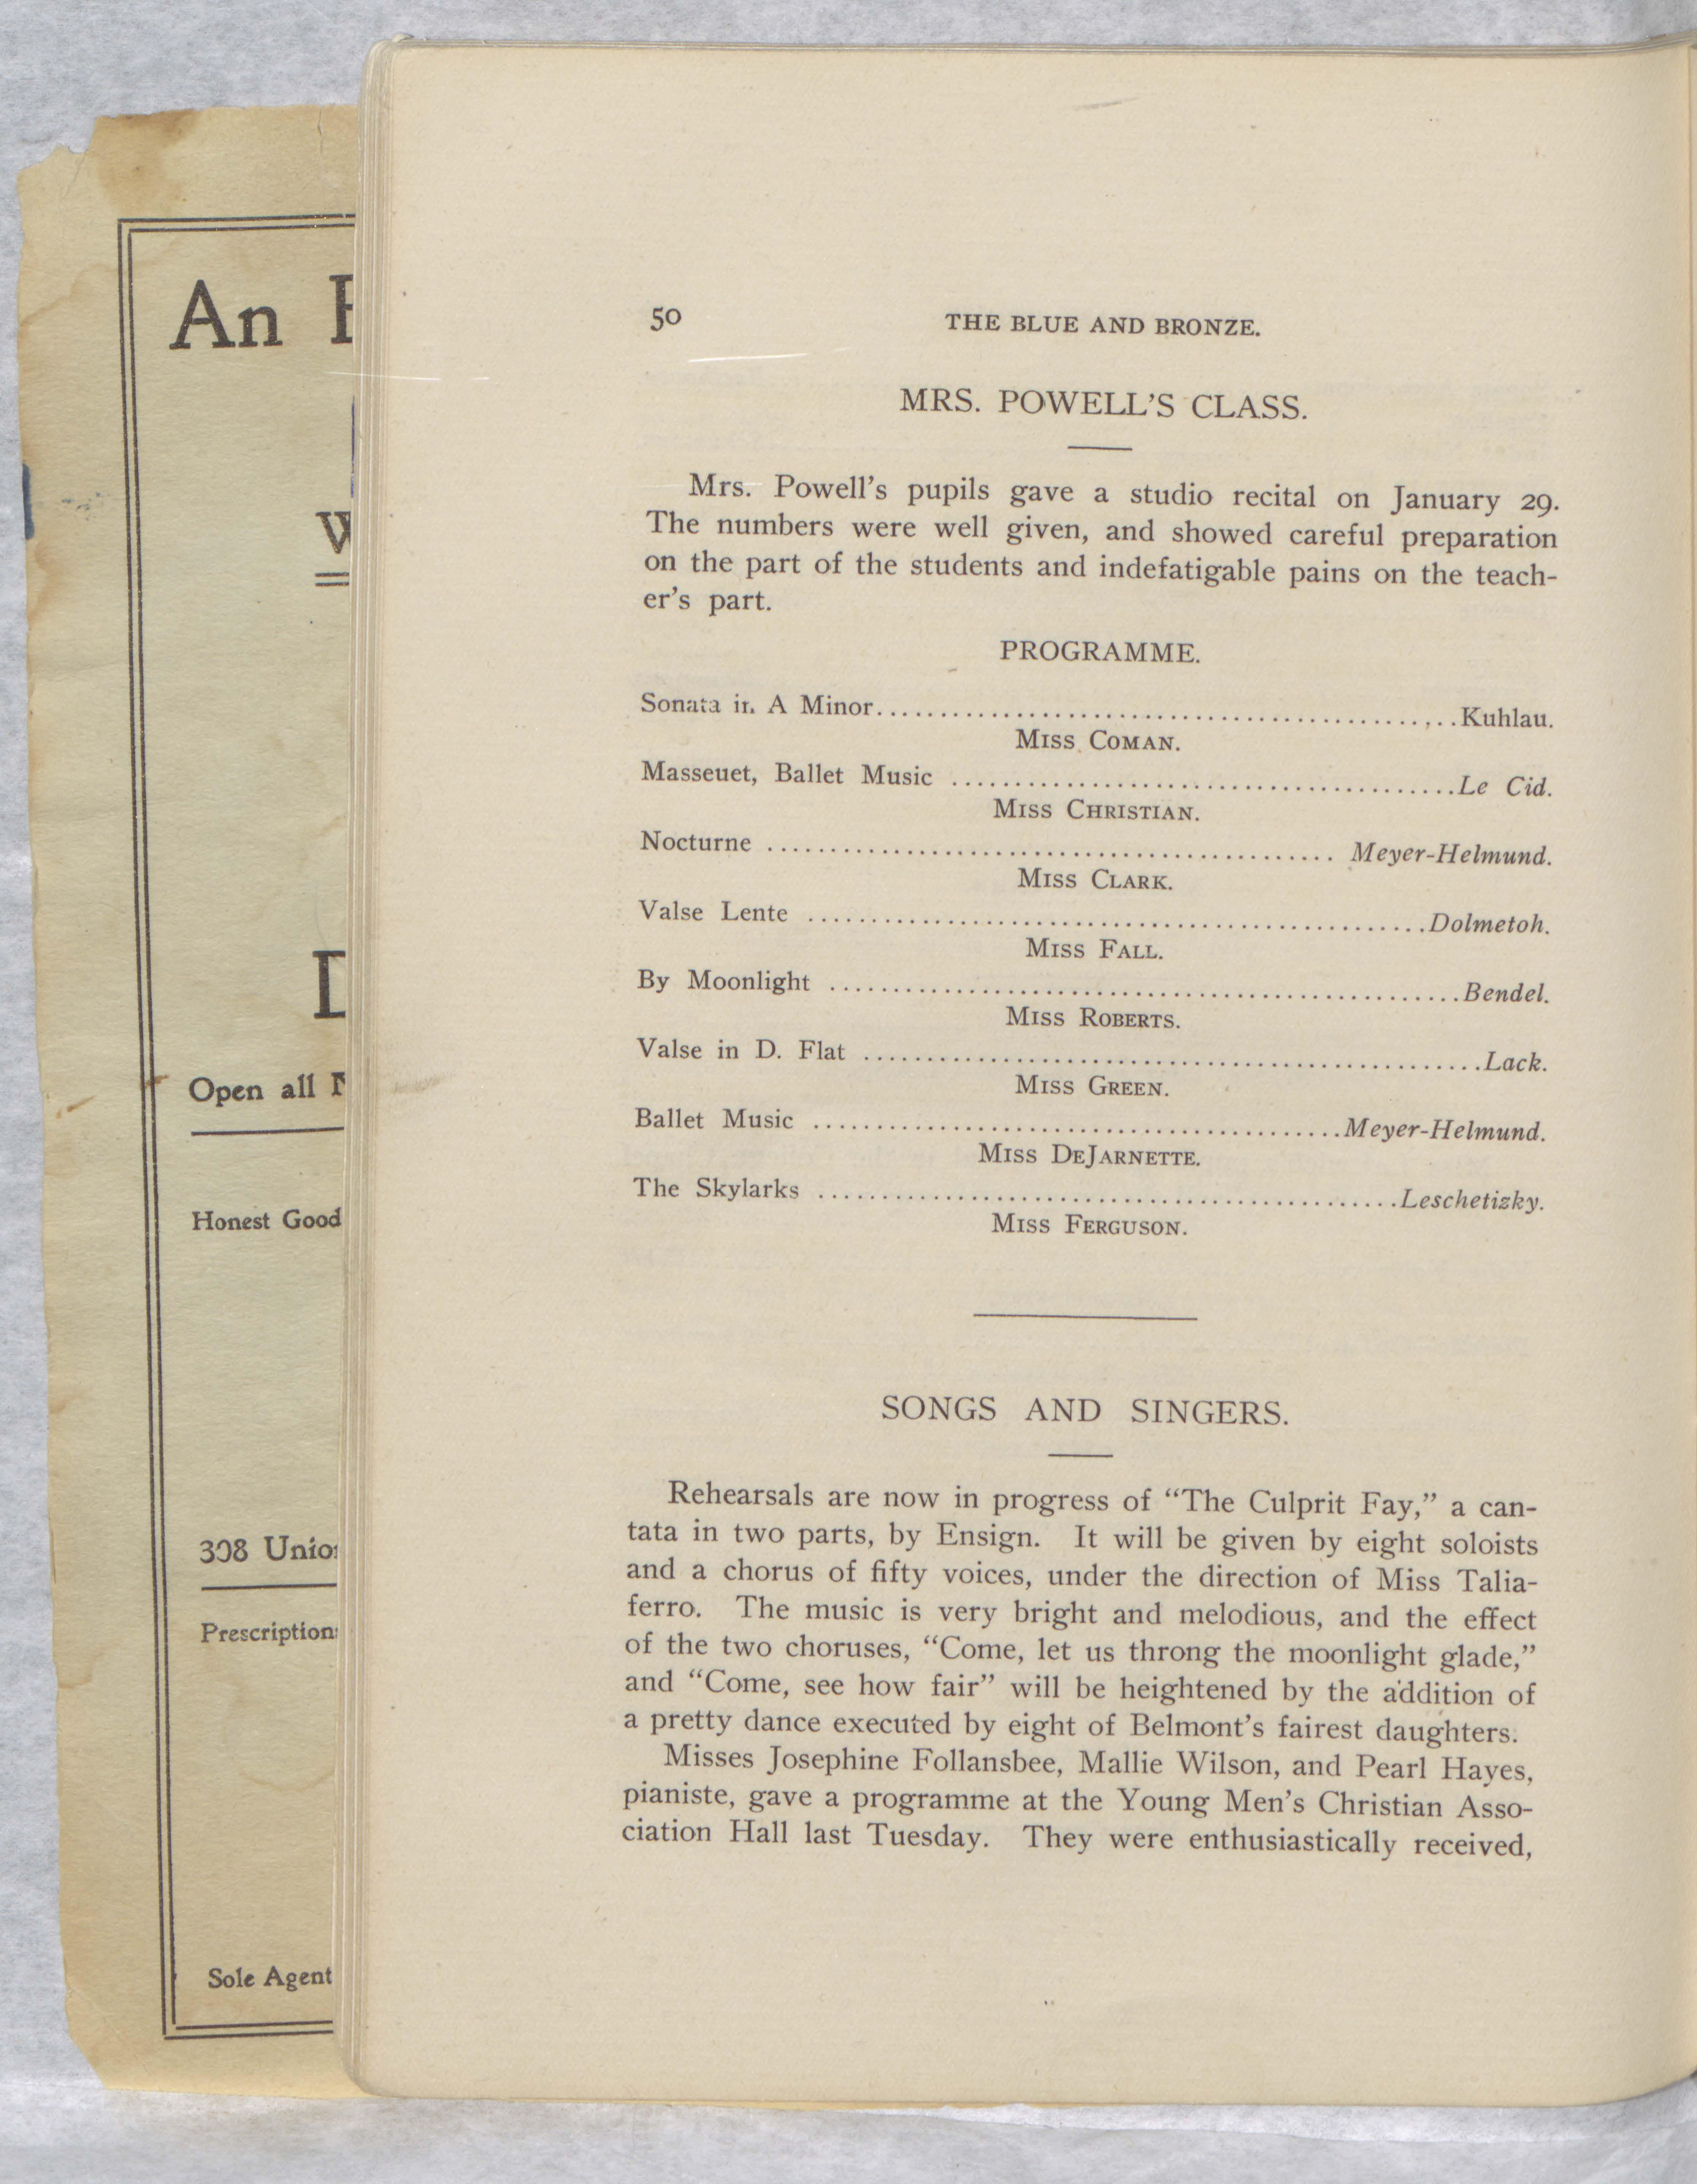 50 THE BLUE AND BRONZE.
MRS. POWELL'S CLASS.
Mrs. Powell's pupils gave a studio recital on January 29.
The numbers were well given, and showed careful preparation
on the part of the students and indefatigable pains on the teach-
er's part.
PROGRAMME.
Sonata in A Minor................................................Kuhlau.
MISS COMAN.
Masseuet, Ballet Music ........................................Le Cid.
MISS CHRISTIAN.
Nocturne ............................................. Meyer-Helmund.
MISS CLARK.
Valse Lente .................................................Dolmetoh.
MISS FALL.
By Moonlight ..................................................Bendel.
MISS ROBERTS.
Valse in D. Flat .................................................Lack.
MISS GREEN.
Ballet Music ..........................................Meyer-Helmund.
MISS DEJARNETTE.
The Skylarks ..............................................Leschetizky.
MISS FERGUSON.
SONGS AND SINGERS.
Rehearsals are now in progress of "The Culprit Fay," a can-
tata in two parts, by Ensign. It will be given by eight soloists
and a chorus of fifty voices, under the direction of Miss Talia-
ferro. The music is very bright and melodious, and the effect
of the two choruses, "Come, let us throng the moonlight glade,"
and "Come, see how fair" will be heightened by the addition of
a pretty dance executed by eight of Belmont's fairest daughters.
Misses Josephine Follansbee, Mallie Wilson, and Pearl Hayes,
pianiste, gave a programme at the Young Men's Christian Asso-
ciation Hall last Tuesday. They were enthusiastically received,
An
Open all
Honest Good
308 Unio
Prescription
Sole Agent